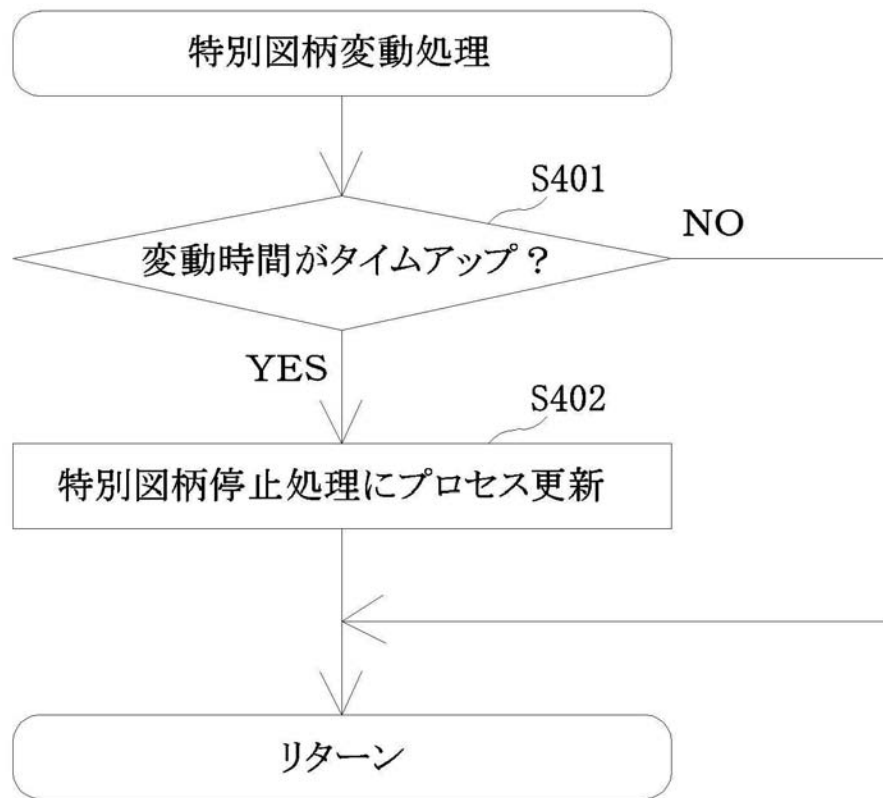 特別図柄変動処理
S401
NO
変動時間がタイムアップ？
YES
S402
特別図柄停止処理にプロセス更新
リターン